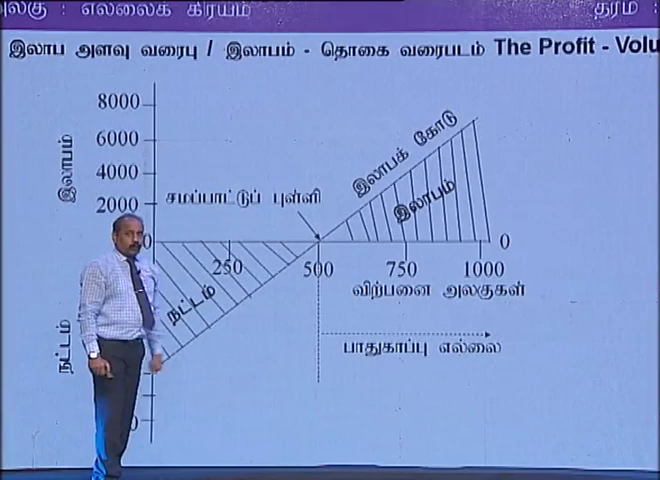 அலகு : எல்லைக் கிரயம்
தரம் :
இலாப அளவு வரைபு / இலாபம் - தொகை வரைபடம் The Profit - Volu
8000
6000
4000
2000
0
இலாபம்
நட்டம்
சமப்பாட்டுப் புள்ளி
இலாபக் கோடு
இலாபம்
நட்டம்
250
500
750
1000
0
விற்பனை அலகுகள்
பாதுகாப்பு எல்லை
0